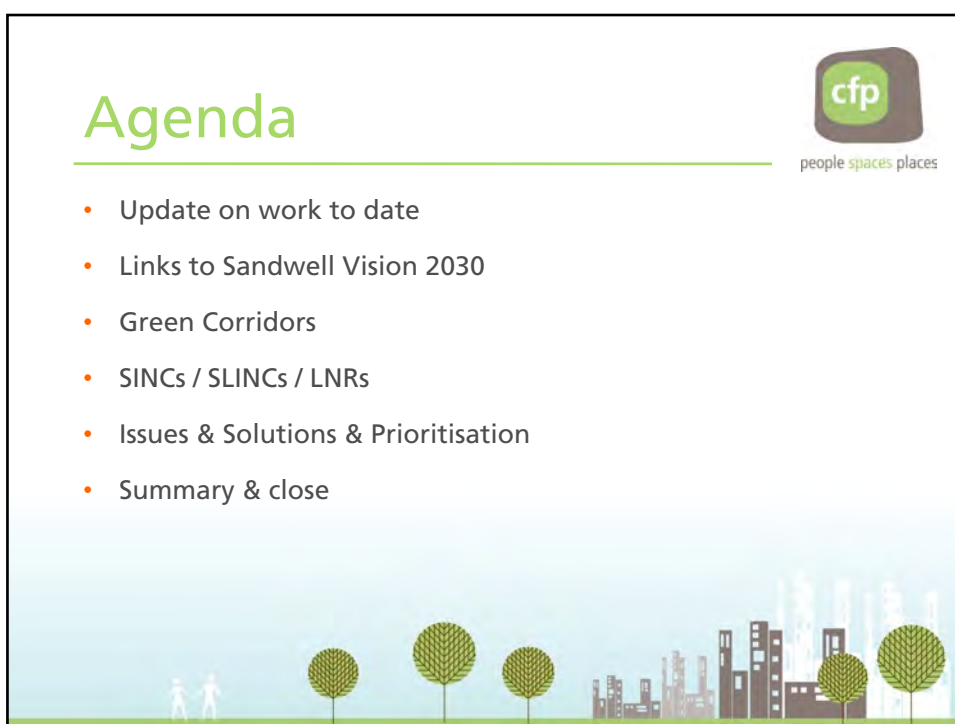 Agenda
cfp
people spaces places
• Update on work to date
• Links to Sandwell Vision 2030
• Green Corridors
• SINCs / SLINCs / LNRs
• Issues & Solutions & Prioritisation
• Summary & close